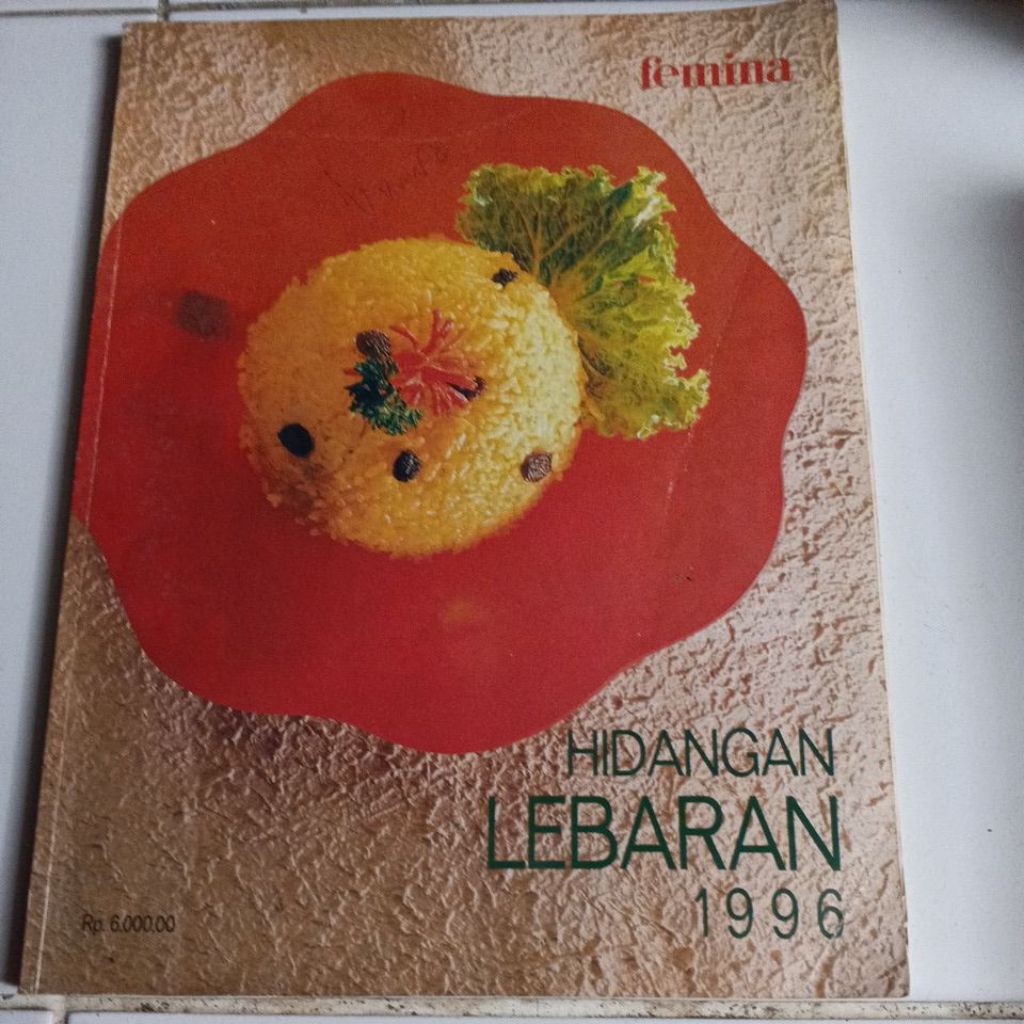 femina
HIDANGAN
LEBARAN
1996
Rp. 6.000,00